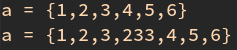 a = {1,2,3,4,5,6}
a = {1,2,3,233,4,5,6}